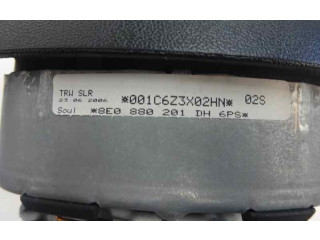 TRW SLR
23.06.2006 *001C6Z3X02HN* 02S
Soul *8E0 880 201 DH 6PS*